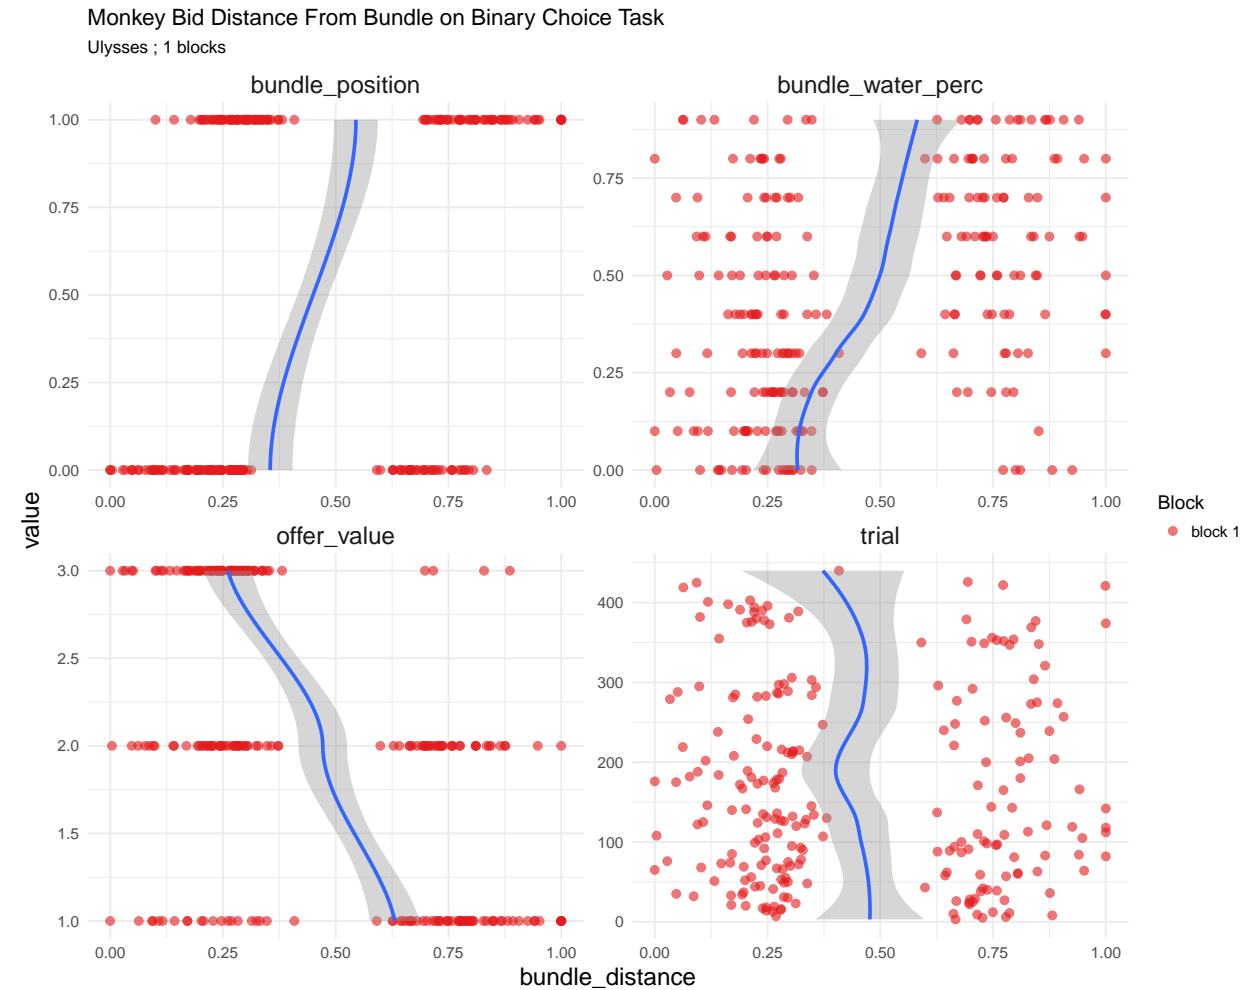 Monkey Bid Distance From Bundle on Binary Choice Task
Ulysses ; 1 blocks
bundle_position
1.00
0.75
0.50
0.25
0.00
0.00 0.25 0.50 0.75 1.00
bundle_water_perc
0.75
0.50
0.25
0.00
0.00 0.25 0.50 0.75 1.00
offer_value
3.0
2.5
2.0
1.5
1.0
0.00 0.25 0.50 0.75 1.00
trial
400
300
200
100
0
0.00 0.25 0.50 0.75 1.00
value
bundle_distance
Block
block 1